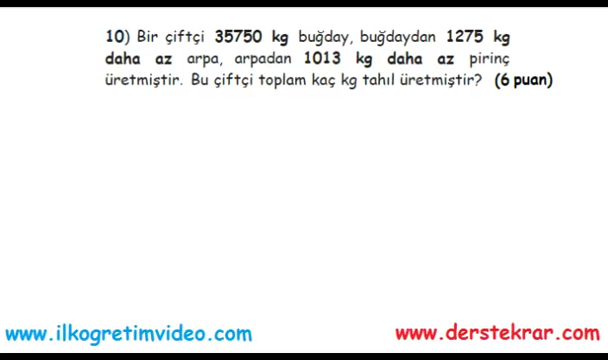 10) Bir çiftçi 35750 kg buğday, buğdaydan 1275 kg
daha az arpa, arpadan 1013 kg daha az pirinç
üretmiştir. Bu çiftçi toplam kaç kg tahıl üretmiştir? (6 puan)
www.ilkogretimvideo.com
www.derstekrar.com